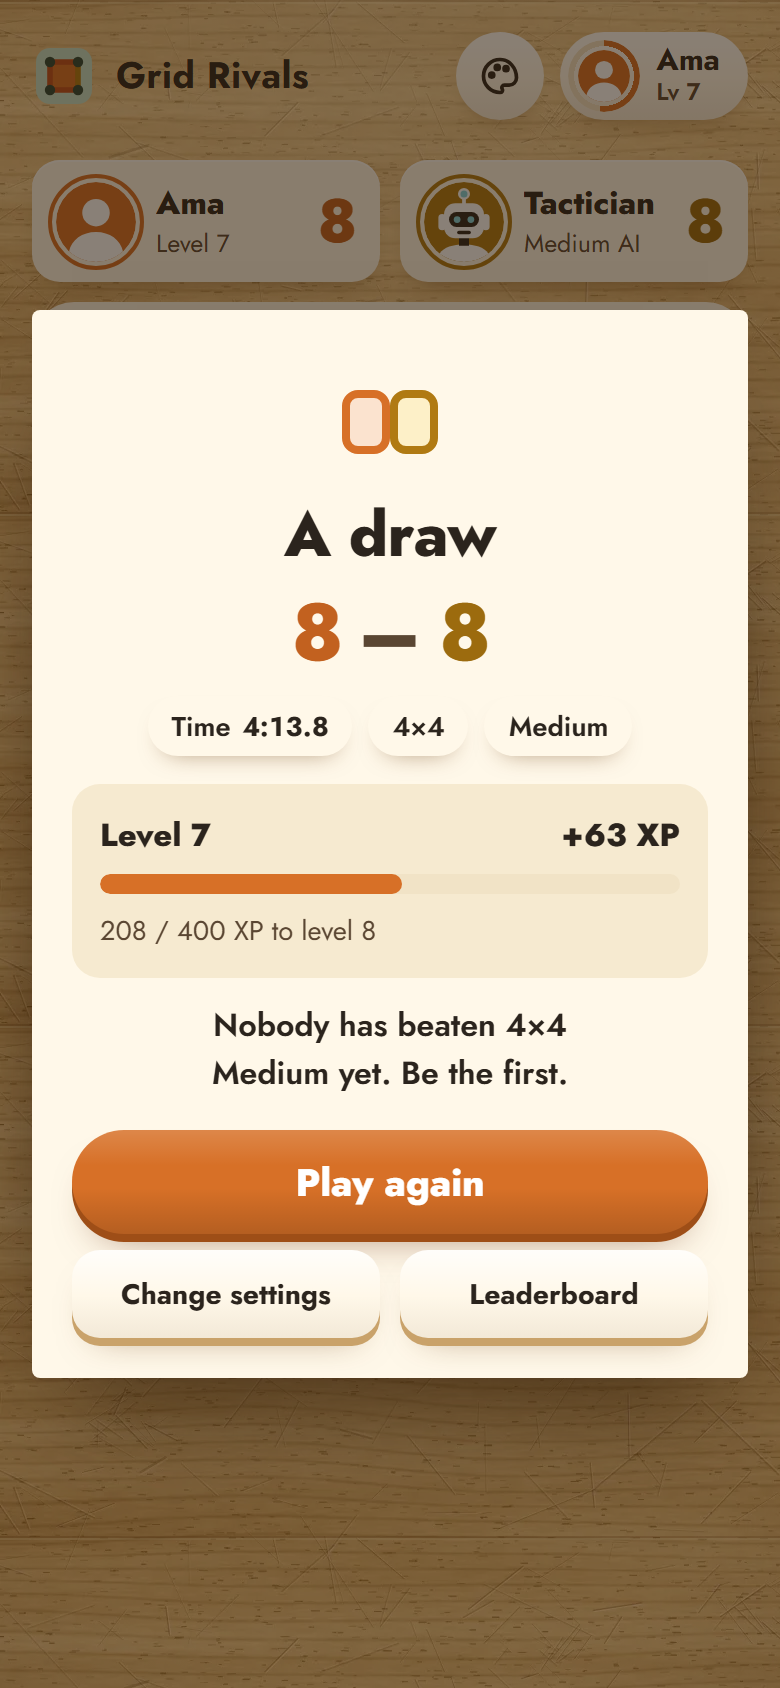 Grid Rivals
Ama
Lv 7
Ama
Level 7
8
Tactician
Medium AI
8
A draw
8 – 8
Time 4:13.8
4×4
Medium
Level 7
+63 XP
208 / 400 XP to level 8
Nobody has beaten 4×4
Medium yet. Be the first.
Play again
Change settings
Leaderboard